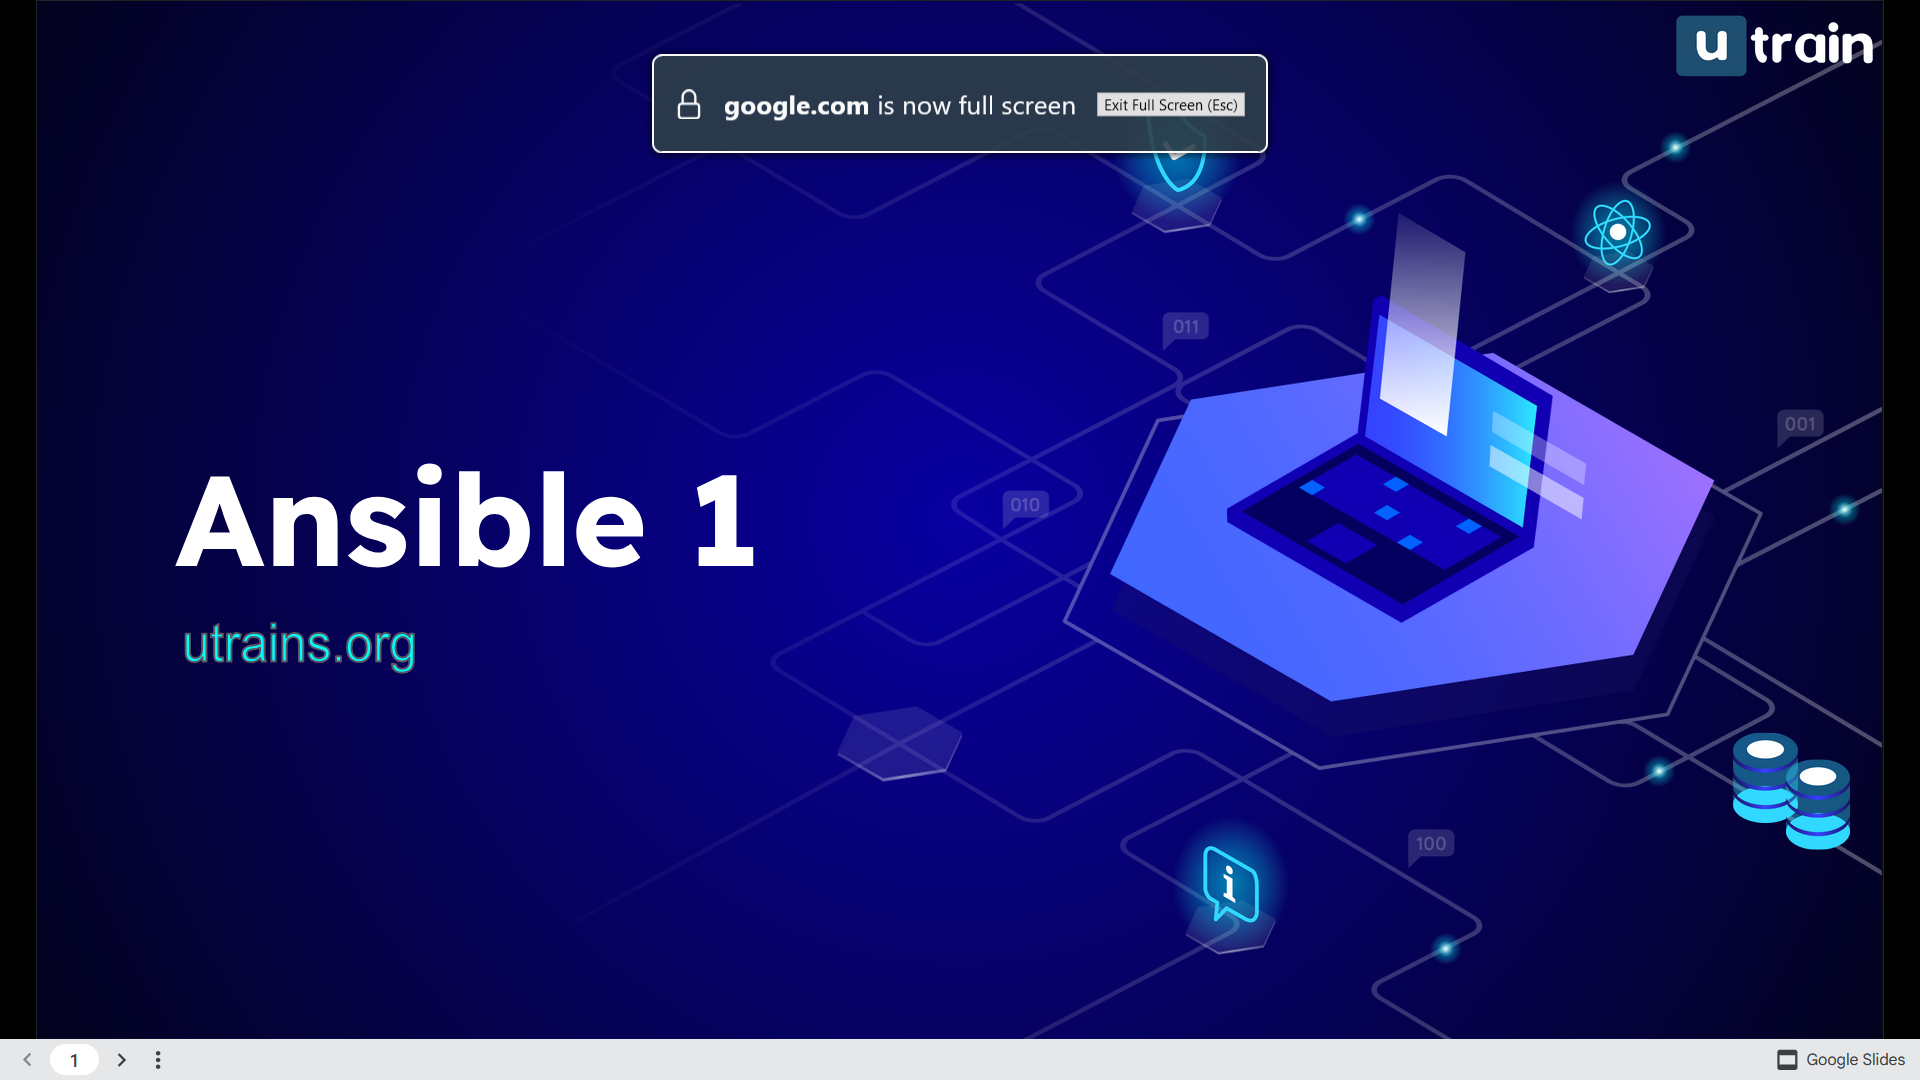 u train
google.com is now full screen Exit Full Screen (Esc)
011
001
010
Ansible 1
utrains.org
100
i
1
Google Slides